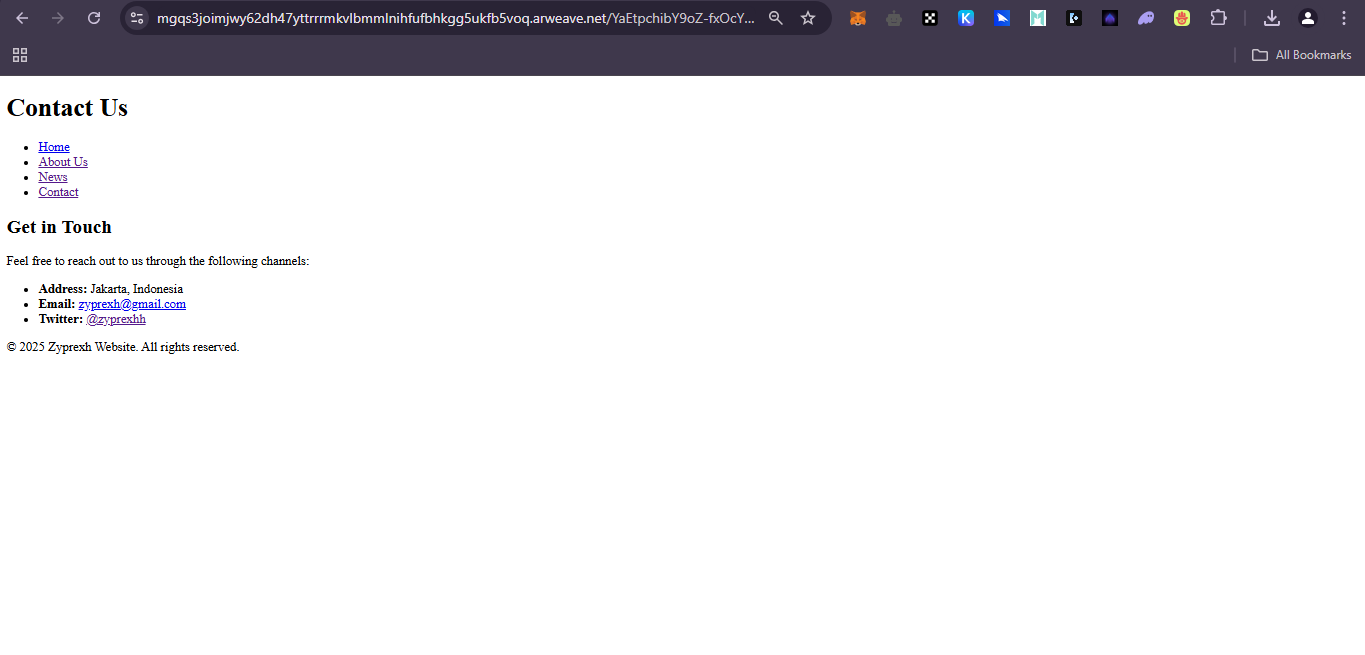 mgqs3joimjwy62dh47yttrrrmkvlbmmlnihfufbhkgg5ukfb5voq.arweave.net/YaEtpchibY9oZ-fxOcY...
All Bookmarks
Contact Us
Home
About Us
News
Contact
Get in Touch
Feel free to reach out to us through the following channels:
Address: Jakarta, Indonesia
Email: zyprexh@gmail.com
Twitter: @zyprexhh
© 2025 Zyprexh Website. All rights reserved.